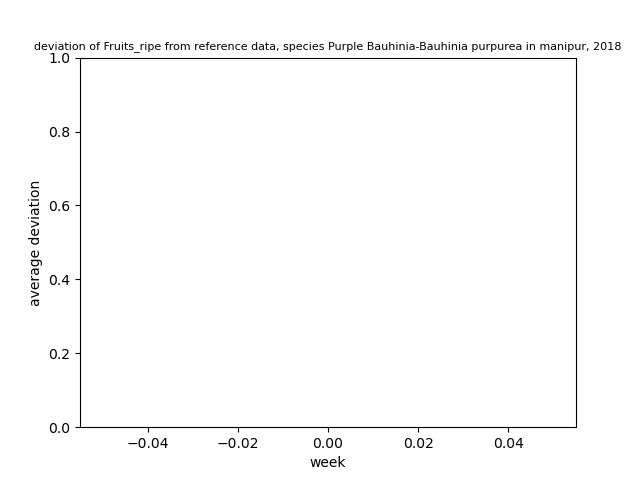 deviation of Fruits_ripe from reference data, species Purple Bauhinia-Bauhinia purpurea in manipur, 2018
1.0
0.8
0.6
0.4
0.2
0.0
average deviation
−0.04 −0.02 0.00 0.02 0.04
week